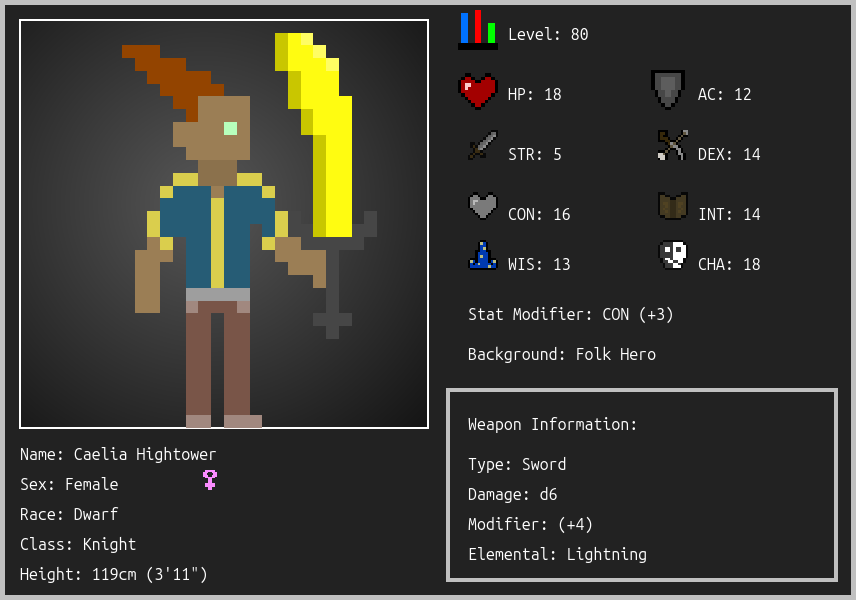 Level: 80
HP: 18
AC: 12
STR: 5
DEX: 14
CON: 16
INT: 14
WIS: 13
CHA: 18
Stat Modifier: CON (+3)
Background: Folk Hero
Weapon Information:
Type: Sword
Damage: d6
Modifier: (+4)
Elemental: Lightning
Name: Caelia Hightower
Sex: Female
Race: Dwarf
Class: Knight
Height: 119cm (3'11")